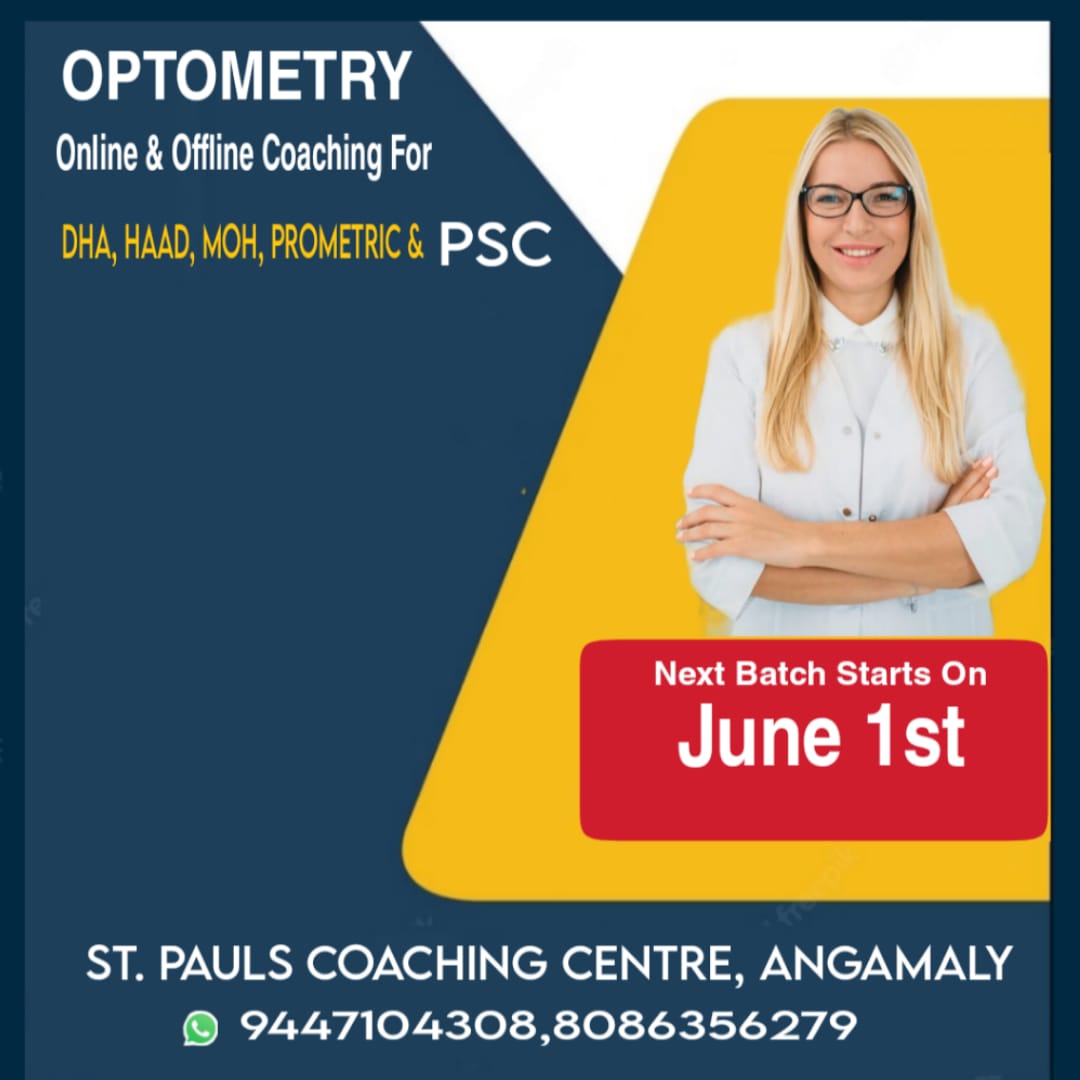 OPTOMETRY
Online & Offline Coaching For
DHA, HAAD, MOH, PROMETRIC & PSC
Next Batch Starts On
June 1st
ST. PAULS COACHING CENTRE, ANGAMALY
9447104308,8086356279